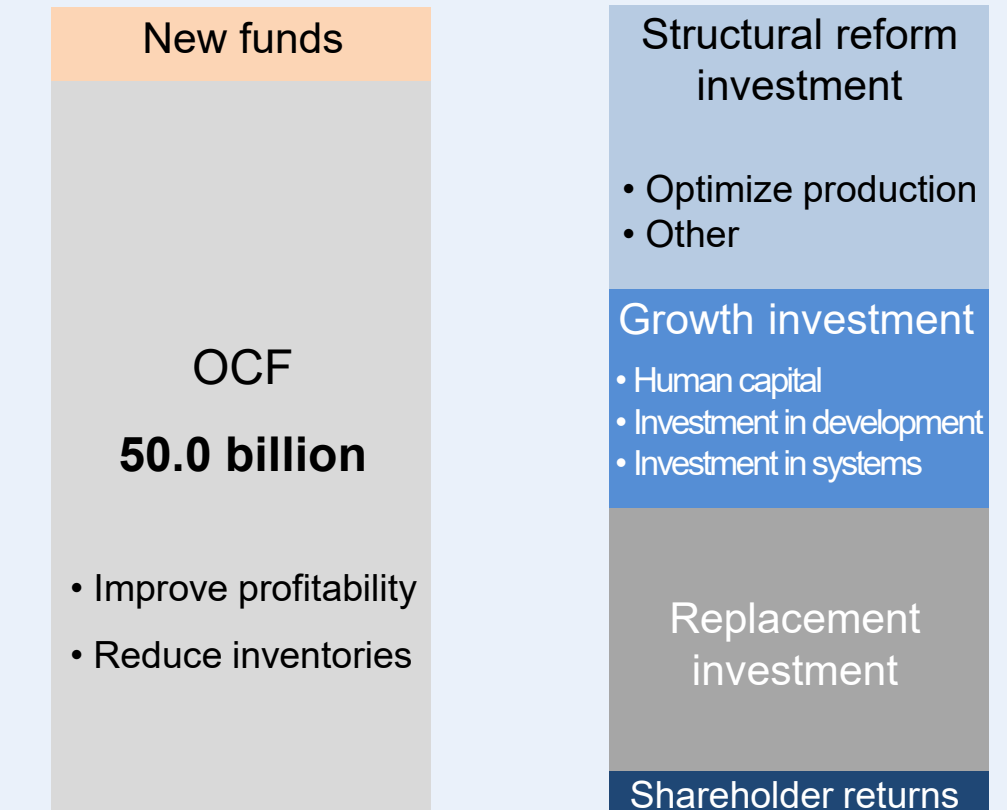 New funds
OCF
50.0 billion
• Improve profitability
• Reduce inventories
Structural reform
investment
• Optimize production
• Other
Growth investment
• Human capital
• Investment in development
• Investment in systems
Replacement
investment
Shareholder returns